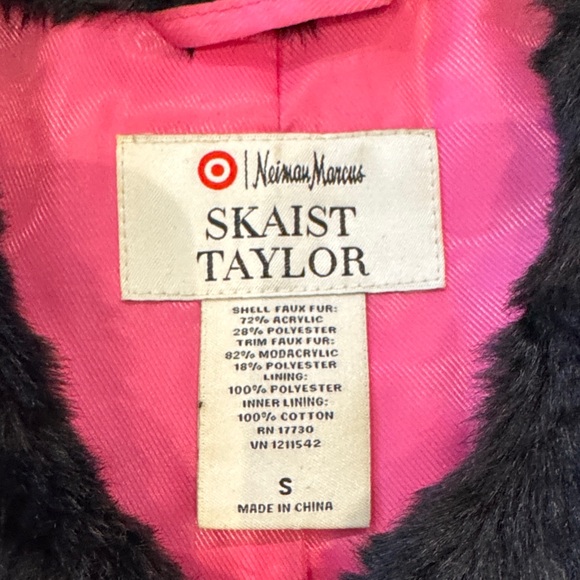 | Neiman Marcus
SKAIST
TAYLOR
SHELL FAUX FUR:
72% ACRYLIC
28% POLYESTER
TRIM FAUX FUR:
82% MODACRYLIC
18% POLYESTER
LINING:
100% POLYESTER
INNER LINING:
100% COTTON
RN 17730
VN 1211542
S
MADE IN CHINA